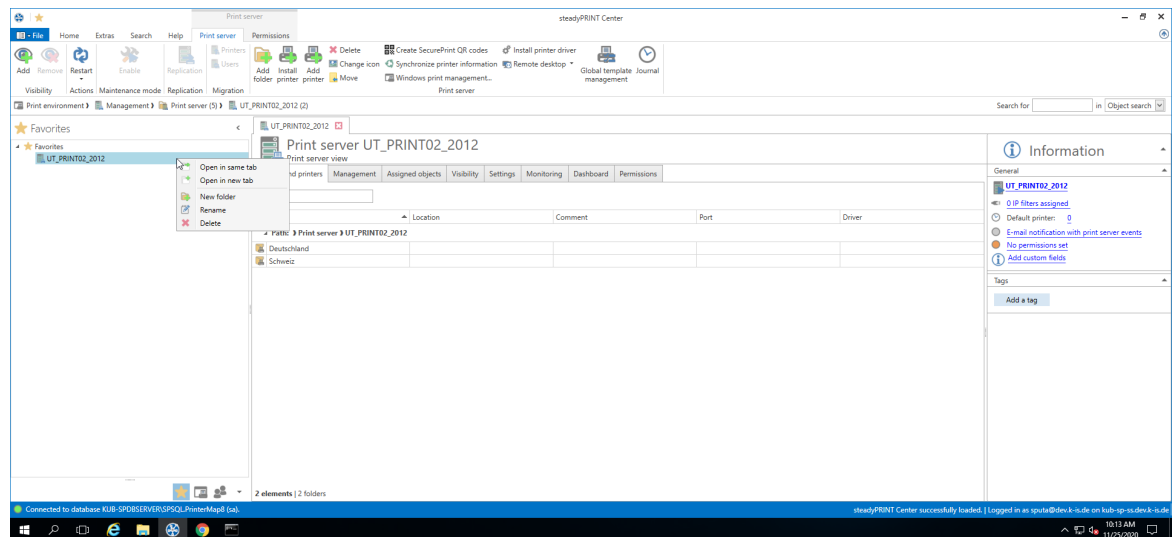 Print server
steadyPRINT Center
File Home Extras Search Help Print server Permissions
Add Remove Restart Enable Replication Printers Users
Add folder Install printer Add printer
Delete Change icon Move
Create SecurePrint QR codes Synchronize printer information Windows print management...
Install printer driver Remote desktop
Global template management Journal
Visibility Actions Maintenance mode Replication Migration Print server
Print environment Management Print server (5) UT_PRINT02_2012 (2)
Search for in Object search
Favorites
UT_PRINT02_2012
Favorites
UT_PRINT02_2012
Open in same tab
Open in new tab
New folder
Rename
Delete
Print server UT_PRINT02_2012
Print server view
nd printers Management Assigned objects Visibility Settings Monitoring Dashboard Permissions
Location Comment Port Driver
Path: Print server UT_PRINT02_2012
Deutschland
Schweiz
Information
General
UT_PRINT02_2012
0 IP filters assigned
Default printer: 0
E-mail notification with print server events
No permissions set
Add custom fields
Tags
Add a tag
2 elements | 2 folders
Connected to database KUB-SPDBSERVER\SPSQL.PrinterMap8 (sa).
steadyPRINT Center successfully loaded. | Logged in as sputa@dev.k-is.de on kub-sp-ss.dev.k-is.de
10:13 AM
11/25/2020